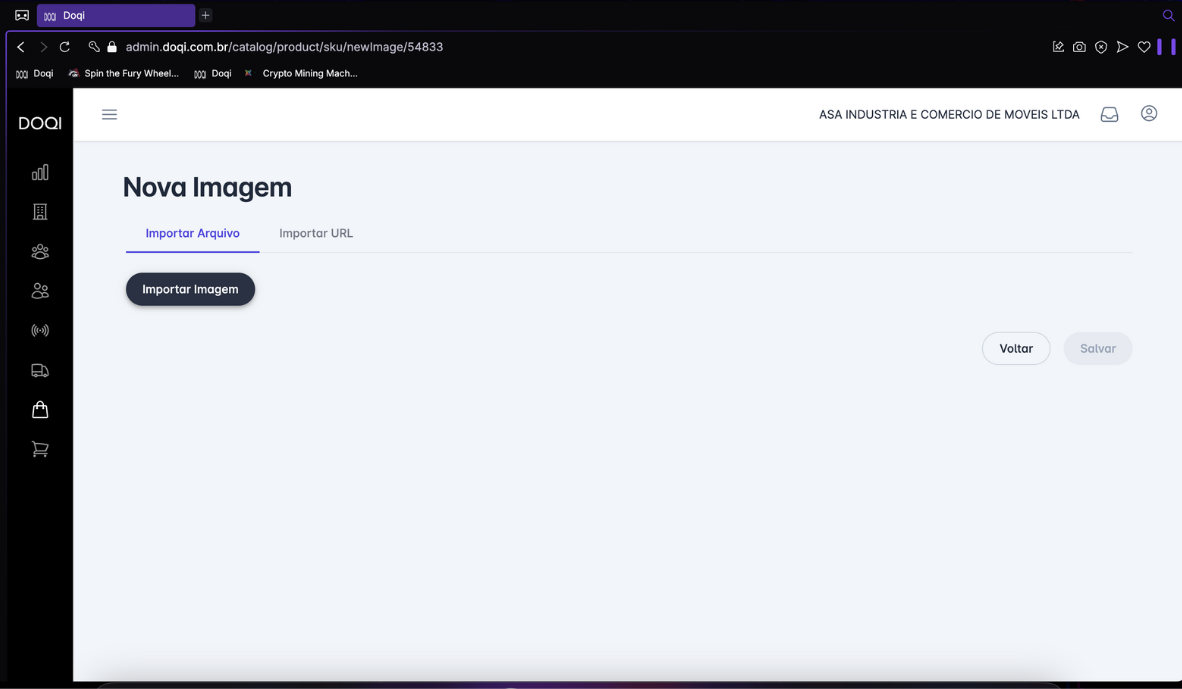 Doqi
admin.doqi.com.br/catalog/product/sku/newImage/54833
Doqi Spin the Fury Wheel... Doqi Crypto Mining Mach...
DOQI
ASA INDUSTRIA E COMERCIO DE MOVEIS LTDA
Nova Imagem
Importar Arquivo Importar URL
Importar Imagem
Voltar Salvar